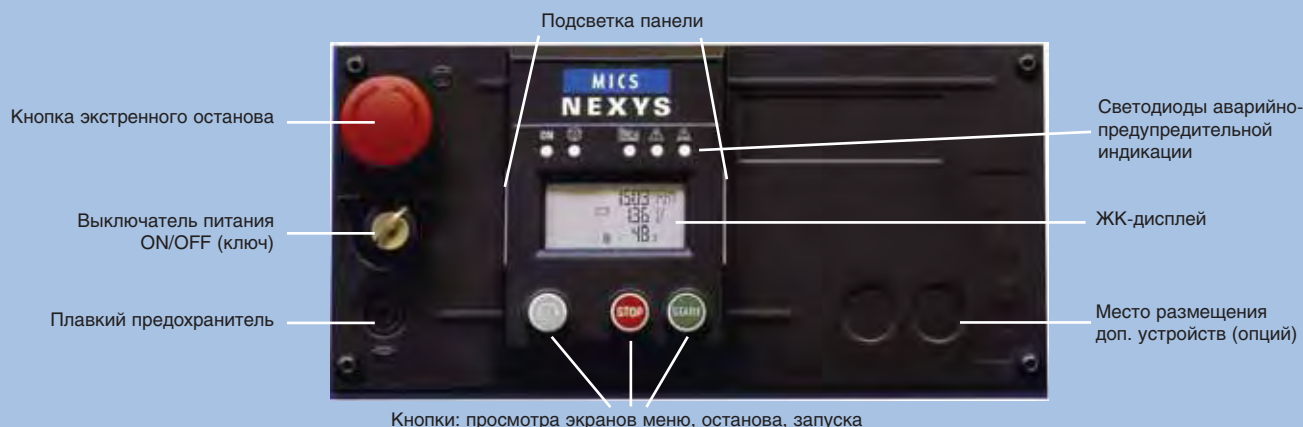 Подсветка панели
MICS
NEXYS
Кнопка экстренного останова
Светодиоды аварийно-
предупредительной
индикации
ON
Выключатель питания
ON/OFF (ключ)
ЖК-дисплей
Плавкий предохранитель
STOP
START
Место размещения
доп. устройств (опций)
Кнопки: просмотра экранов меню, останова, запуска